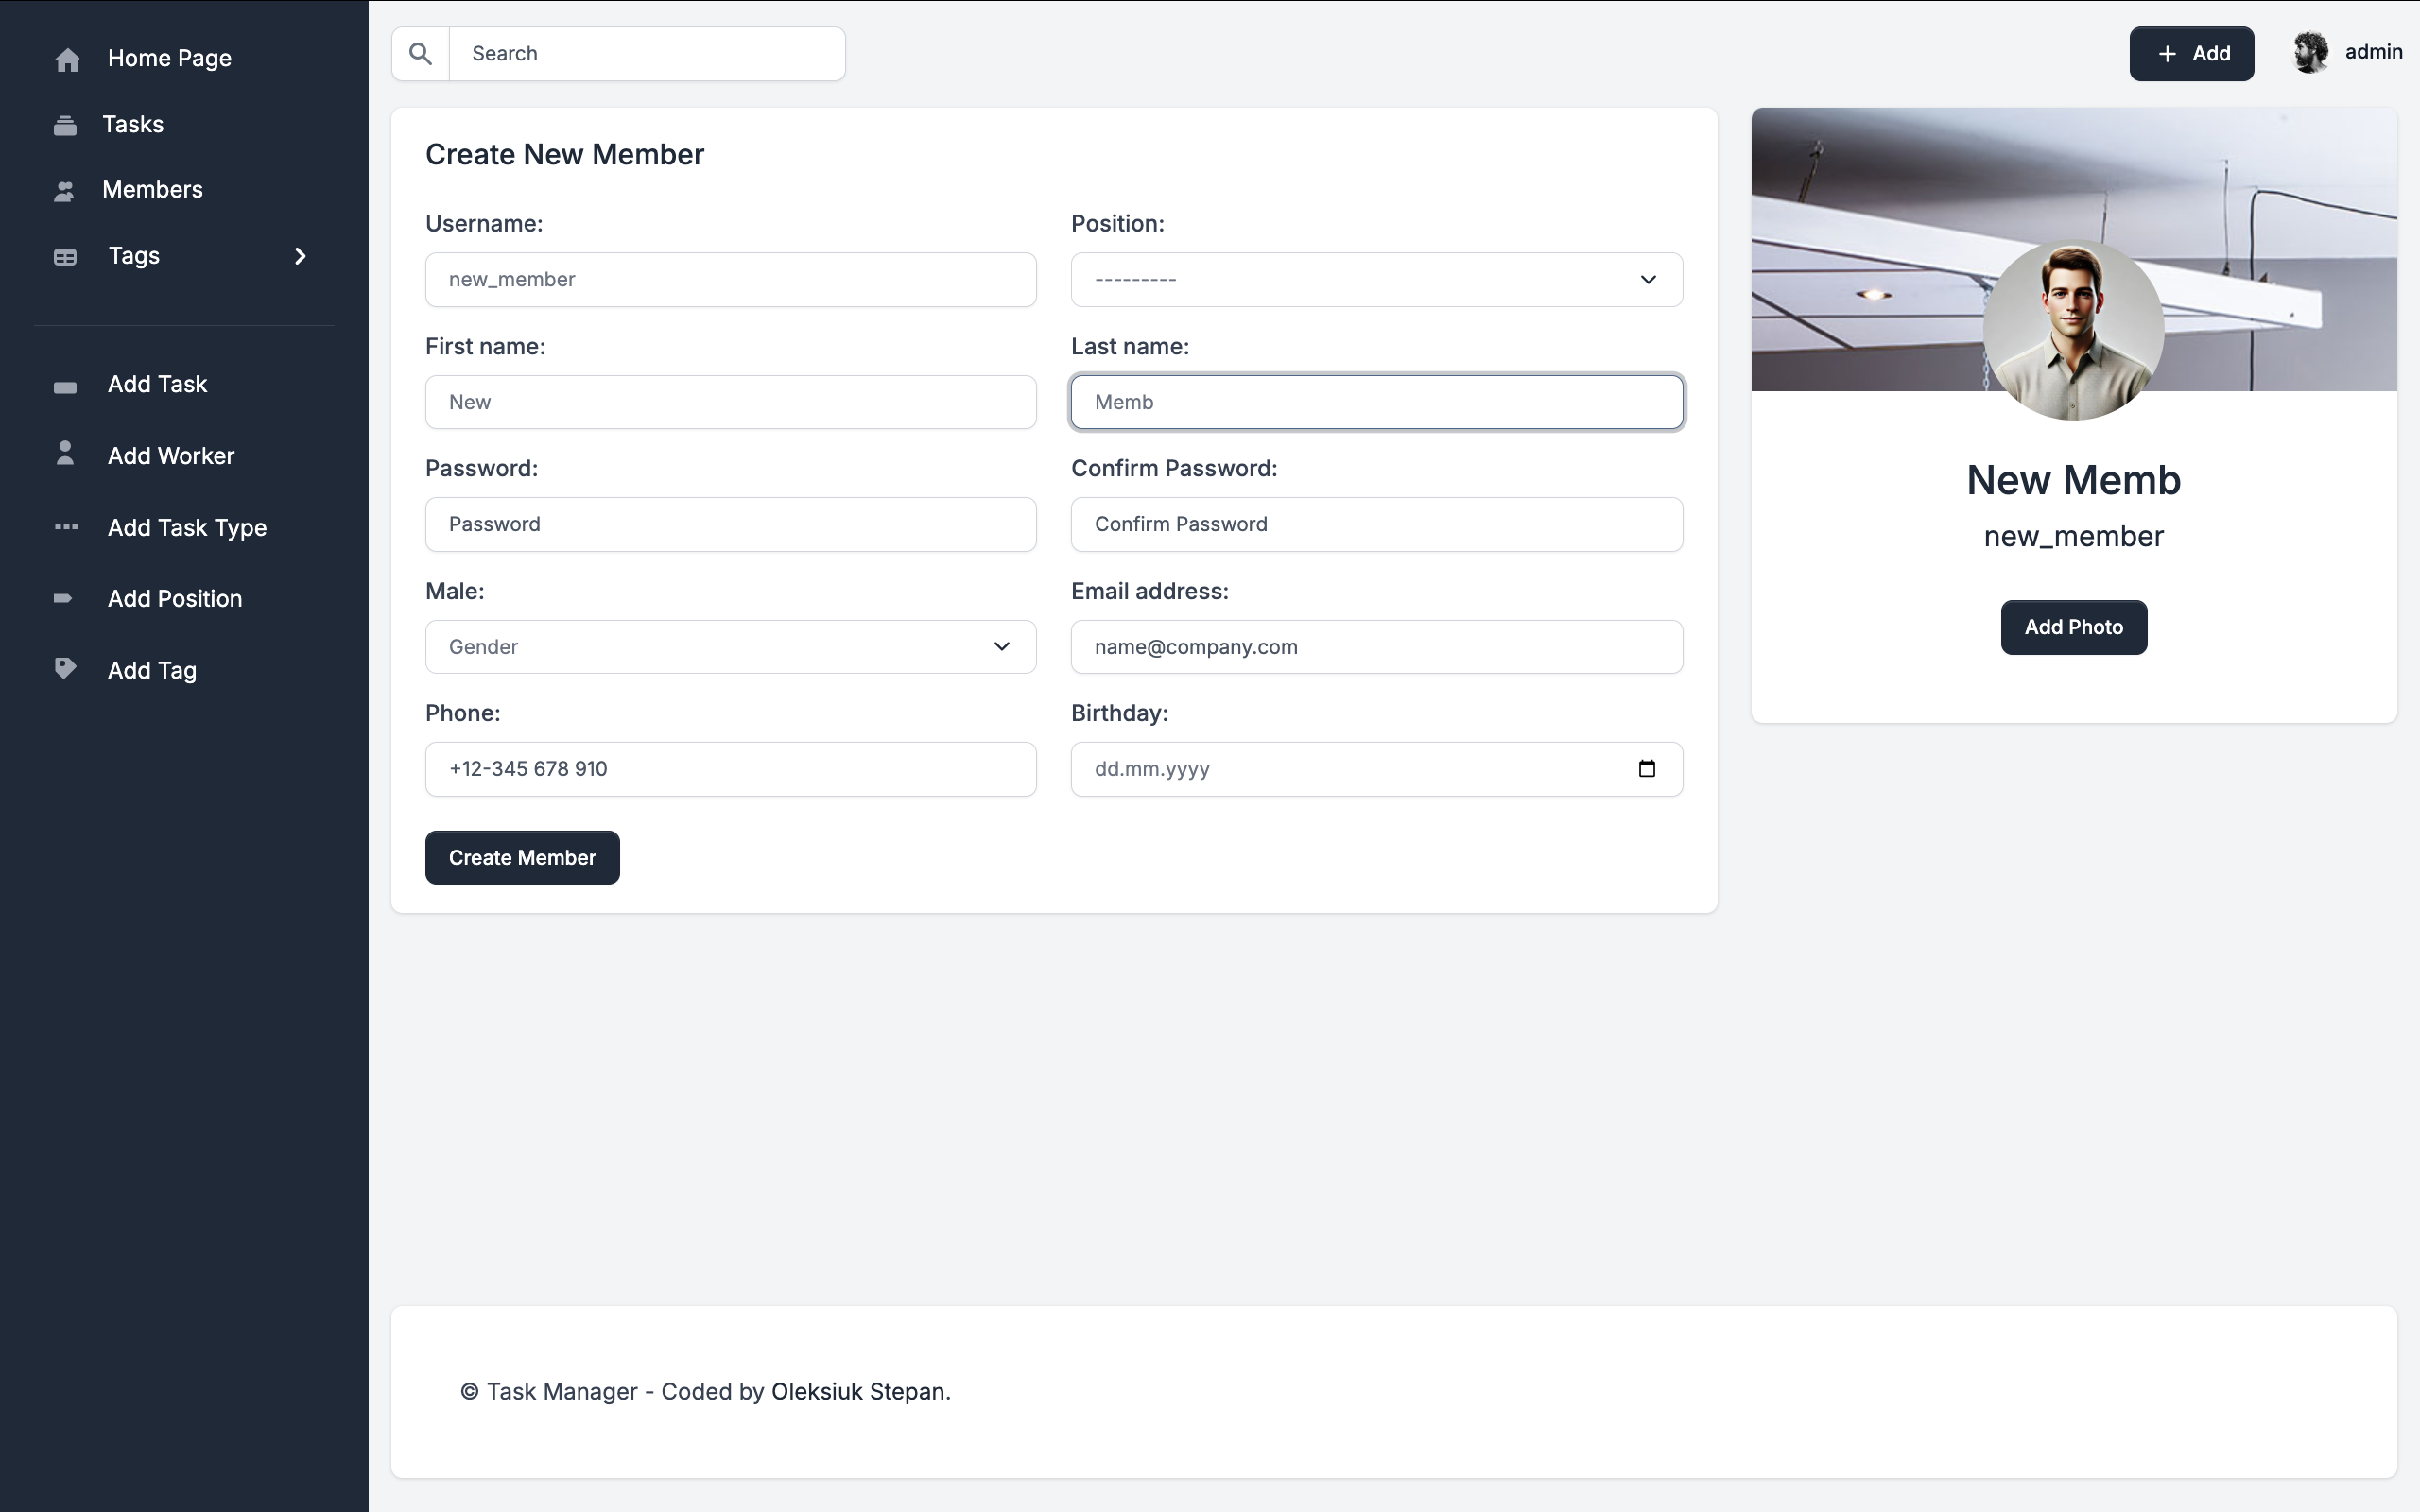 Home Page
Tasks
Members
Tags
Add Task
Add Worker
Add Task Type
Add Position
Add Tag
Search
+ Add
admin
Create New Member
Username:
Position:
new_member
---------
First name:
Last name:
New
Memb
Password:
Confirm Password:
Password
Confirm Password
Male:
Email address:
Gender
name@company.com
Phone:
Birthday:
+12-345 678 910
dd.mm.yyyy
Create Member
New Memb
new_member
Add Photo
© Task Manager - Coded by Oleksiuk Stepan.